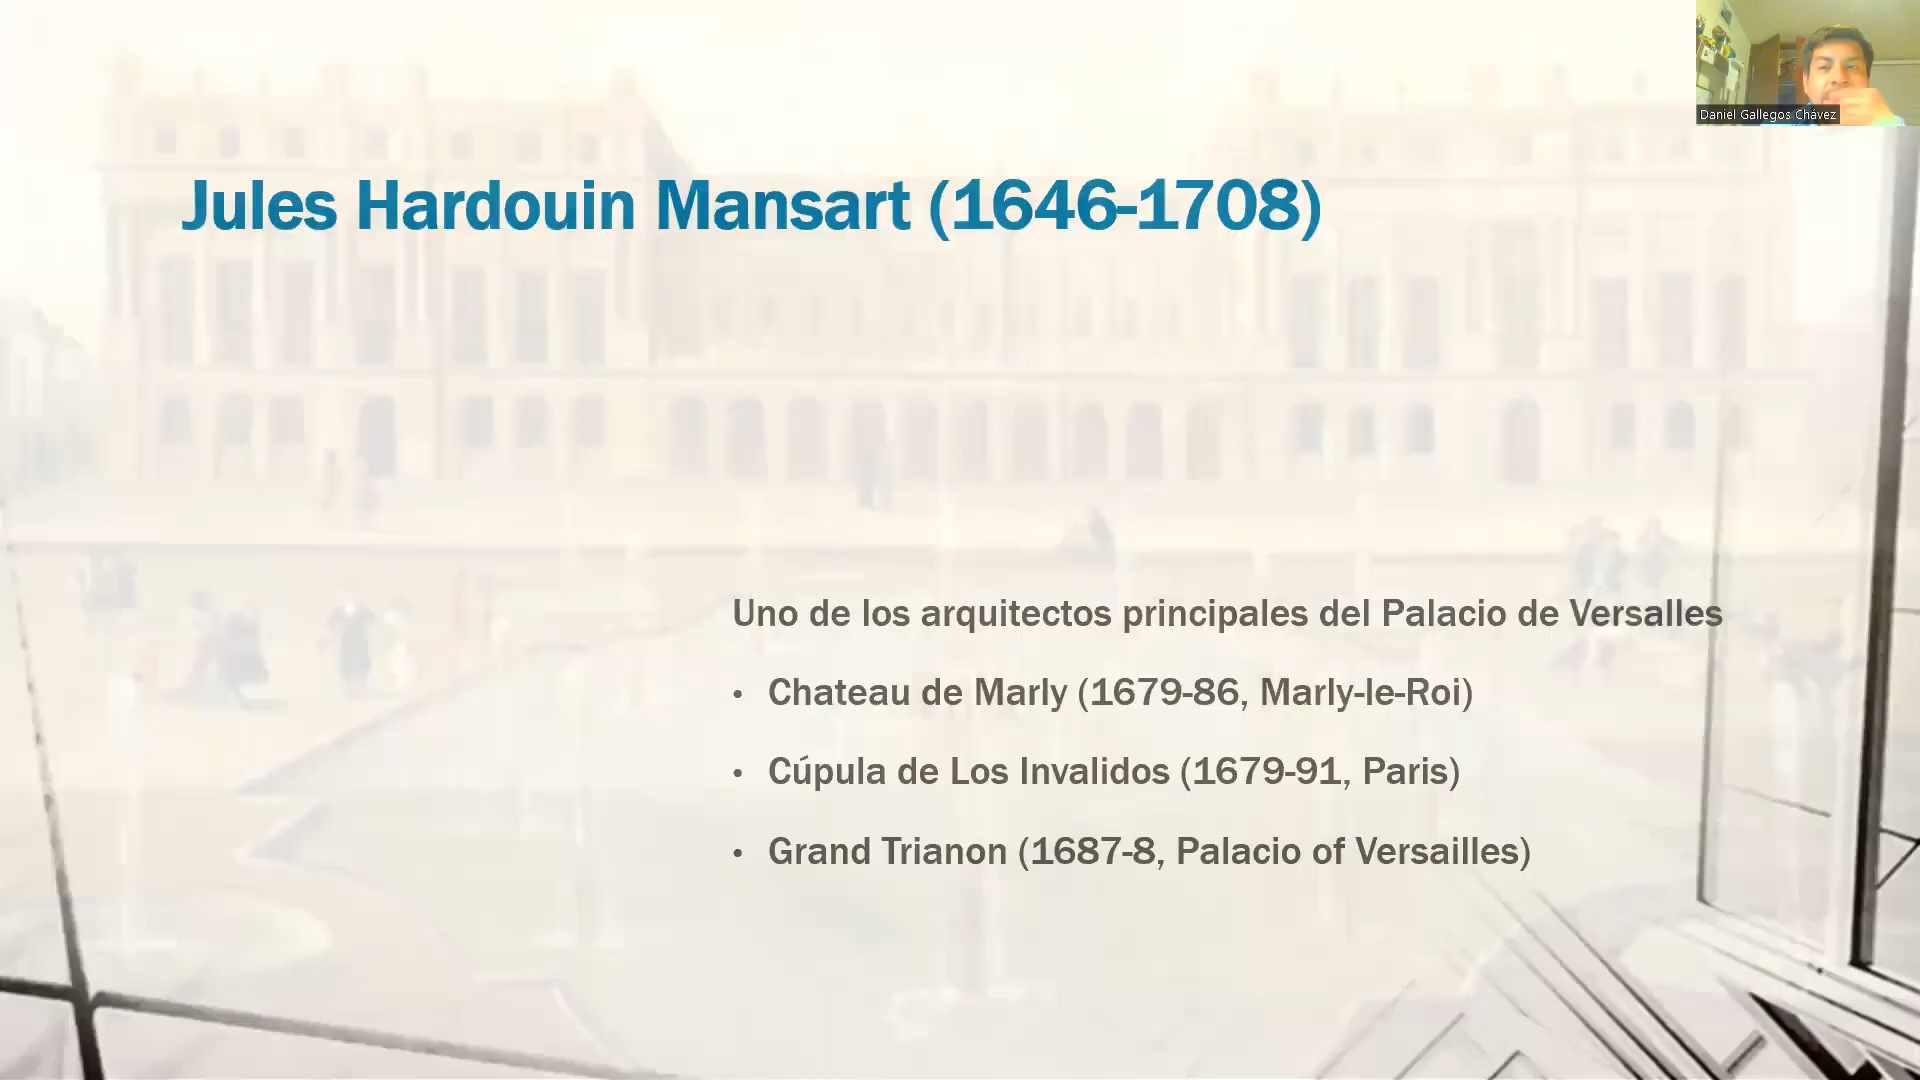 Daniel Gallegos Chávez
Jules Hardouin Mansart (1646-1708)
Uno de los arquitectos principales del Palacio de Versalles
• Chateau de Marly (1679-86, Marly-le-Roi)
• Cúpula de Los Invalidos (1679-91, Paris)
• Grand Trianon (1687-8, Palacio of Versailles)